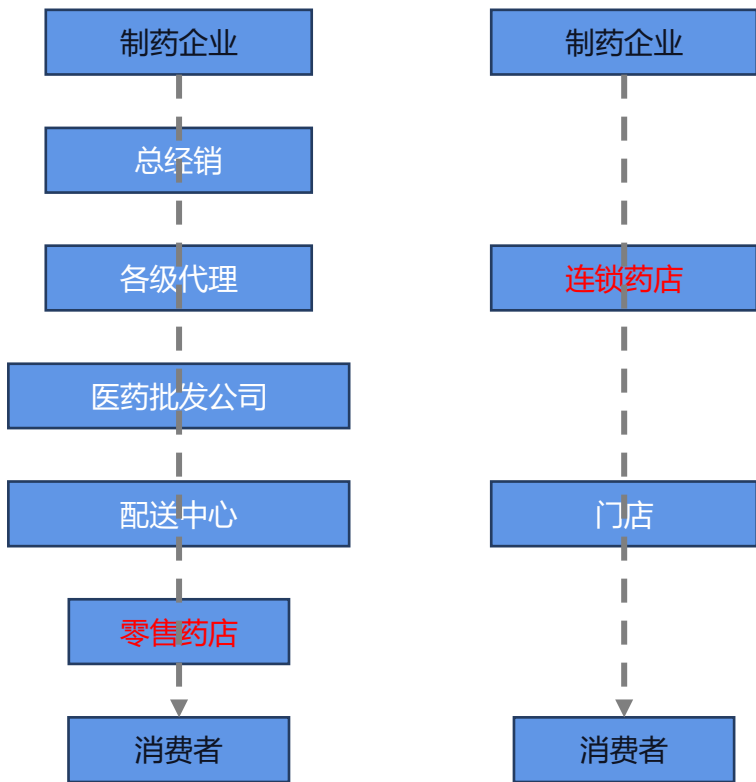 制药企业
总经销
各级代理
医药批发公司
配送中心
零售药店
消费者
制药企业
连锁药店
门店
消费者